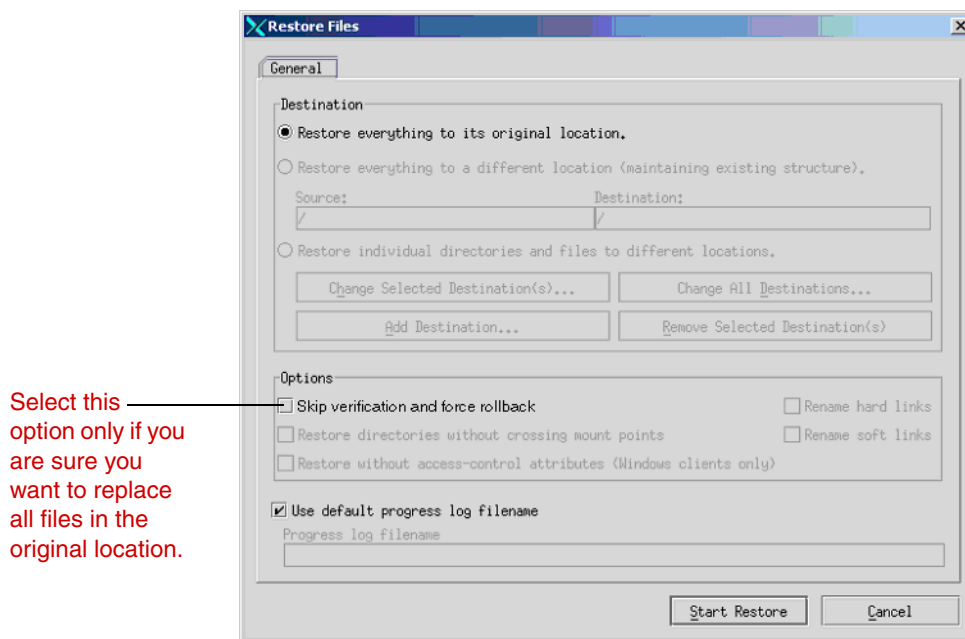 Restore Files
General
Destination
Restore everything to its original location.
Restore everything to a different location (maintaining existing structure).
Source: Destination:
/ /
Restore individual directories and files to different locations.
Change Selected Destination(s)... Change All Destinations...
Add Destination... Remove Selected Destination(s)
Options
Skip verification and force rollback Rename hard links
Restore directories without crossing mount points Rename soft links
Restore without access-control attributes (Windows clients only)
Use default progress log filename
Progress log filename
Start Restore Cancel
Select this
option only if you
are sure you
want to replace
all files in the
original location.